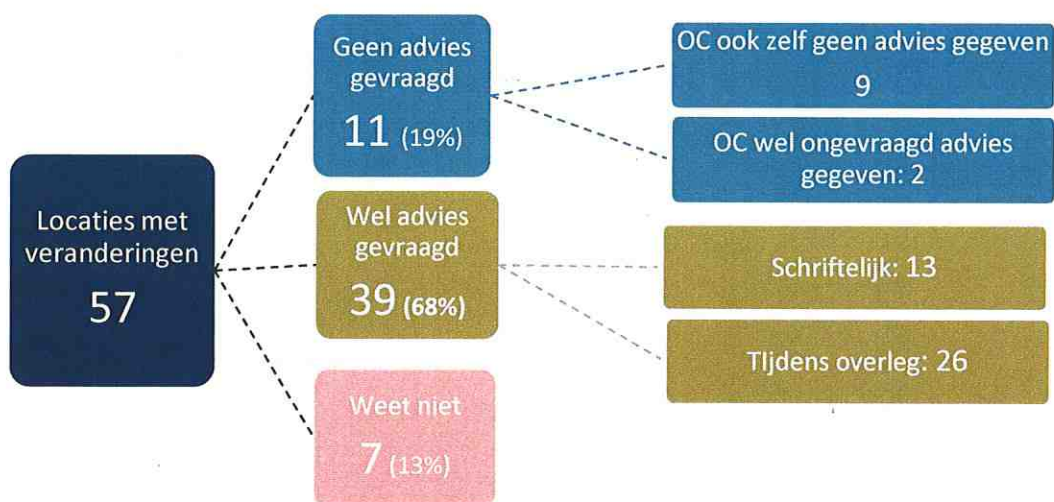 Locaties met
veranderingen
57
Geen advies
gevraagd
11 (19%)
Wel advies
gevraagd
39 (68%)
Weet niet
7 (13%)
OC ook zelf geen advies gegeven
9
OC wel ongevraagd advies
gegeven: 2
Schriftelijk: 13
TIjdens overleg: 26